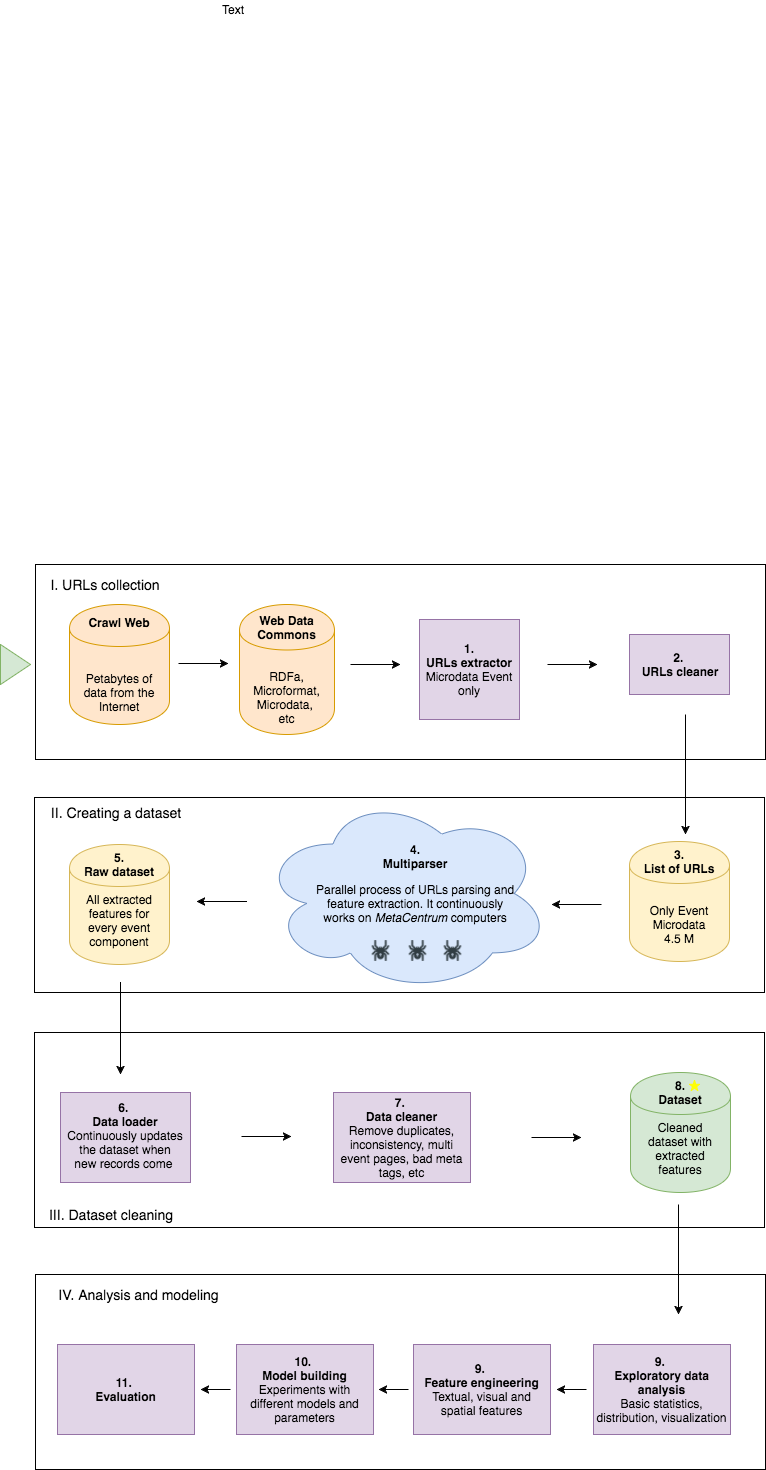 Text
I. URLs collection
Crawl Web
Petabytes of
data from the
Internet
Web Data
Commons
RDFa,
Microformat,
Microdata,
etc
1.
URLs extractor
Microdata Event
only
2.
URLs cleaner
II. Creating a dataset
3.
List of URLs
Only Event
Microdata
4.5 M
4.
Multiparser
Parallel process of URLs parsing and
feature extraction. It continuously
works on MetaCentrum computers
5.
Raw dataset
All extracted
features for
every event
component
6.
Data loader
Continuously updates
the dataset when
new records come
7.
Data cleaner
Remove duplicates,
inconsistency, multi
event pages, bad meta
tags, etc
8.
Dataset
Cleaned
dataset with
extracted
features
III. Dataset cleaning
IV. Analysis and modeling
9.
Exploratory data
analysis
Basic statistics,
distribution, visualization
9.
Feature engineering
Textual, visual and
spatial features
10.
Model building
Experiments with
different models and
parameters
11.
Evaluation